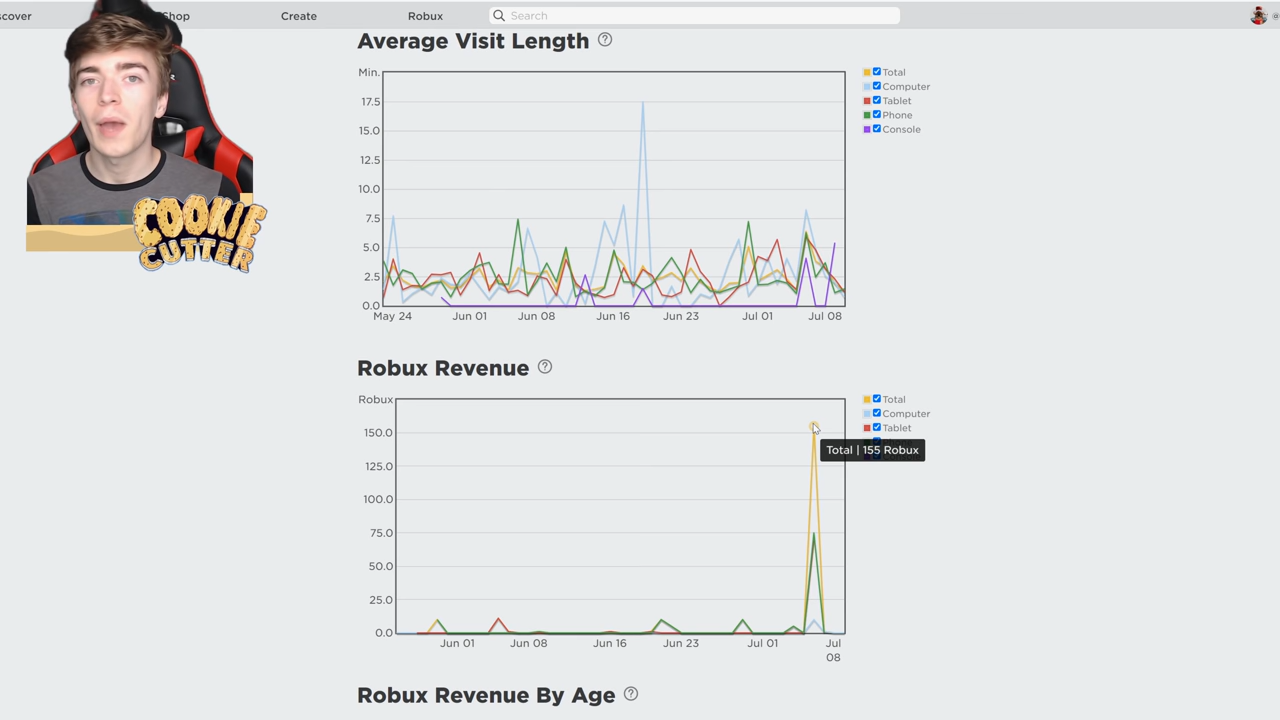 scover
Shop
Create
Robux
Search
@
Average Visit Length ?
Min.
17.5
15.0
12.5
10.0
7.5
5.0
2.5
0.0
May 24
Jun 01
Jun 08
Jun 16
Jun 23
Jul 01
Jul 08
Total
Computer
Tablet
Phone
Console
COOKIE
CUTTER
Robux Revenue ?
Robux
150.0
125.0
100.0
75.0
50.0
25.0
0.0
Jun 01
Jun 08
Jun 16
Jun 23
Jul 01
Jul
08
Total
Computer
Tablet
Total | 155 Robux
Robux Revenue By Age ?